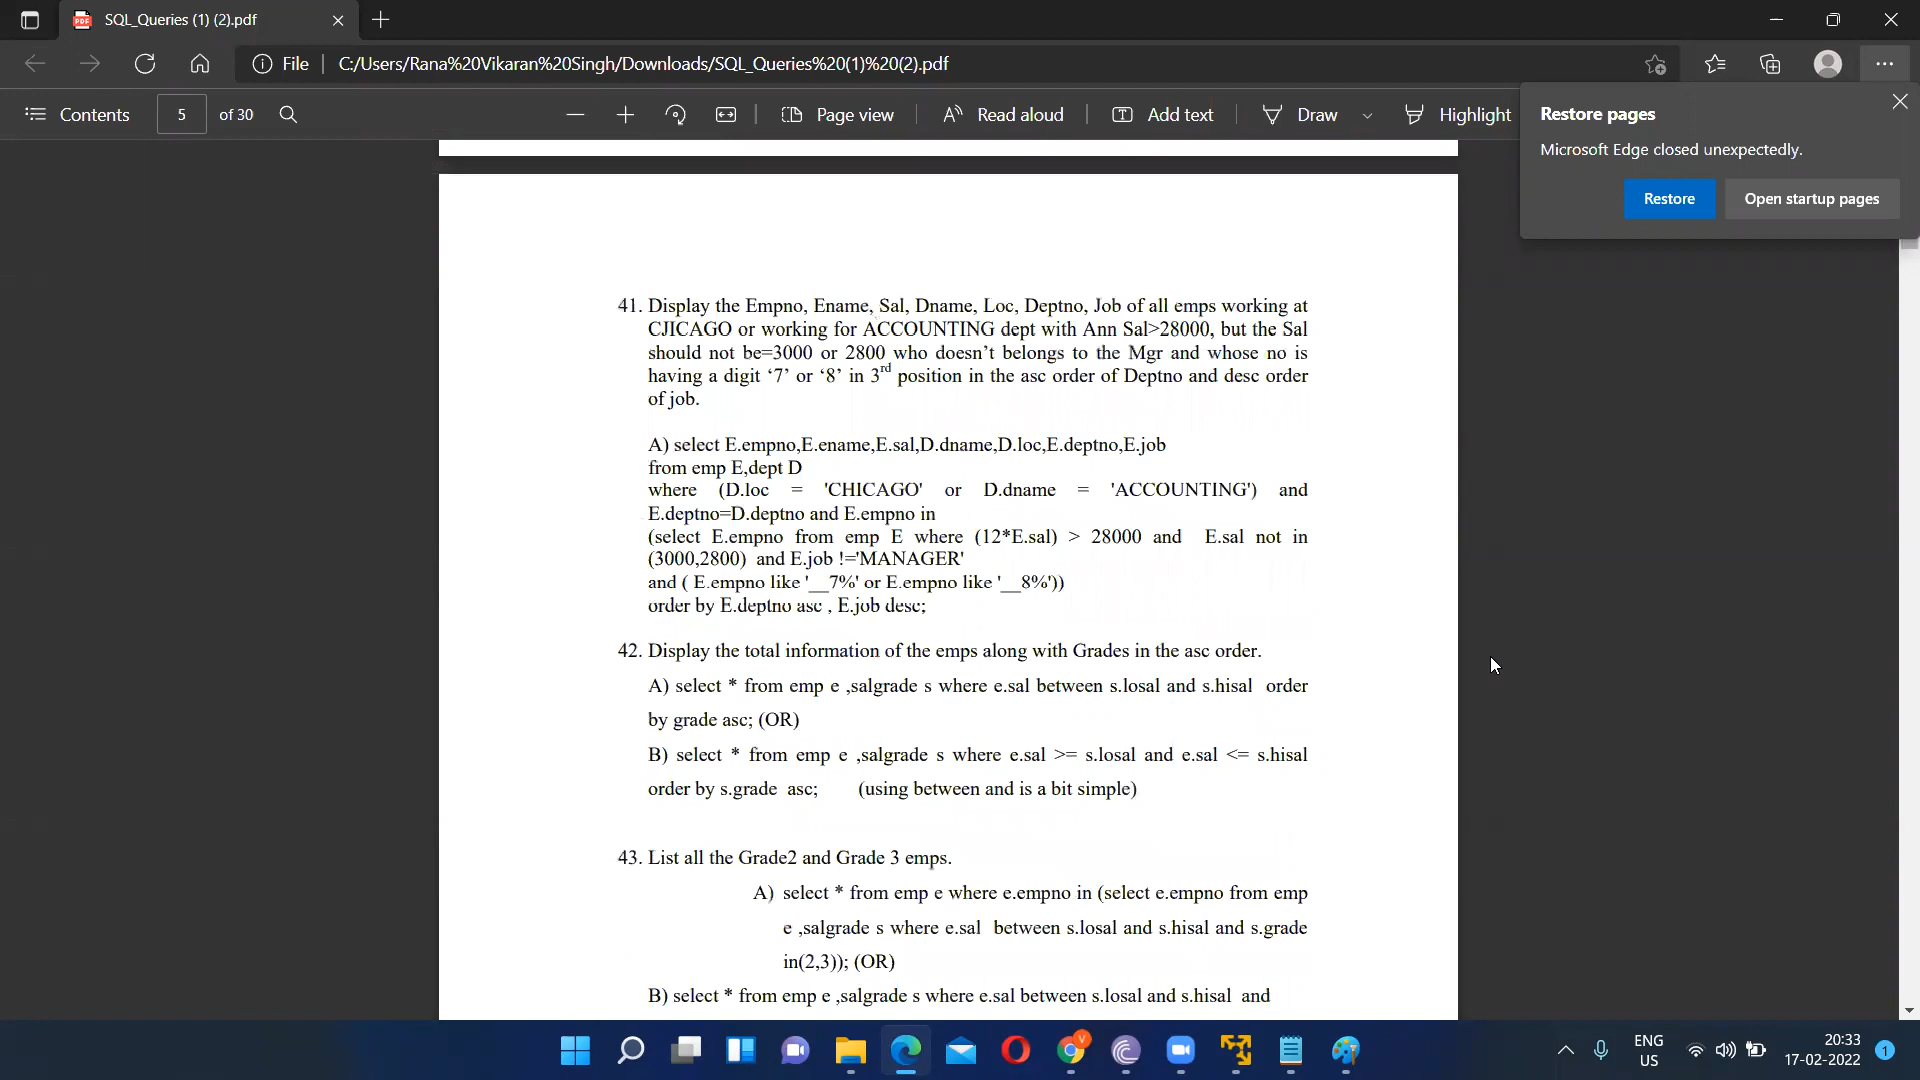 SQL_Queries (1) (2).pdf
File
C:/Users/Rana%20Vikaran%20Singh/Downloads/SQL_Queries%20(1)%20(2).pdf
Contents
5
of 30
Page view
Read aloud
Add text
Draw
Highlight
Restore pages
Microsoft Edge closed unexpectedly.
Restore
Open startup pages
41. Display the Empno, Ename, Sal, Dname, Loc, Deptno, Job of all emps working at
CJICAGO or working for ACCOUNTING dept with Ann Sal>28000, but the Sal
should not be=3000 or 2800 who doesn’t belongs to the Mgr and whose no is
having a digit ‘7’ or ‘8’ in 3rd position in the asc order of Deptno and desc order
of job.
A) select E.empno,E.ename,E.sal,D.dname,D.loc,E.deptno,E.job
from emp E,dept D
where (D.loc = 'CHICAGO' or D.dname = 'ACCOUNTING') and
E.deptno=D.deptno and E.empno in
(select E.empno from emp E where (12*E.sal) > 28000 and E.sal not in
(3000,2800) and E.job !='MANAGER'
and ( E.empno like '__7%' or E.empno like '__8%'))
order by E.deptno asc , E.job desc;
42. Display the total information of the emps along with Grades in the asc order.
A) select * from emp e ,salgrade s where e.sal between s.losal and s.hisal order
by grade asc; (OR)
B) select * from emp e ,salgrade s where e.sal >= s.losal and e.sal <= s.hisal
order by s.grade asc; (using between and is a bit simple)
43. List all the Grade2 and Grade 3 emps.
A) select * from emp e where e.empno in (select e.empno from emp
e ,salgrade s where e.sal between s.losal and s.hisal and s.grade
in(2,3)); (OR)
B) select * from emp e ,salgrade s where e.sal between s.losal and s.hisal and
ENG
US
20:33
17-02-2022
1